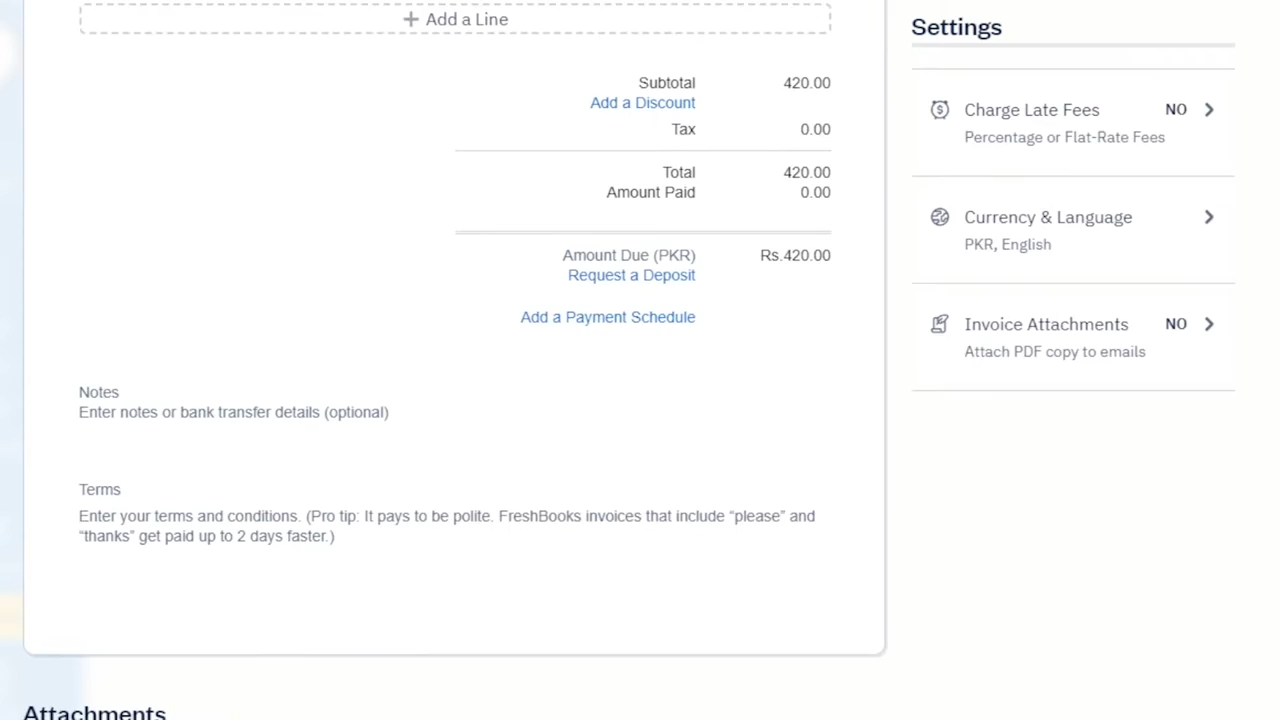 + Add a Line
Subtotal 420.00
Add a Discount
Tax 0.00
Total 420.00
Amount Paid 0.00
Amount Due (PKR) Rs.420.00
Request a Deposit
Add a Payment Schedule
Notes
Enter notes or bank transfer details (optional)
Terms
Enter your terms and conditions. (Pro tip: It pays to be polite. FreshBooks invoices that include “please” and
“thanks” get paid up to 2 days faster.)
Settings
Charge Late Fees NO
Percentage or Flat-Rate Fees
Currency & Language
PKR, English
Invoice Attachments NO
Attach PDF copy to emails
Attachments